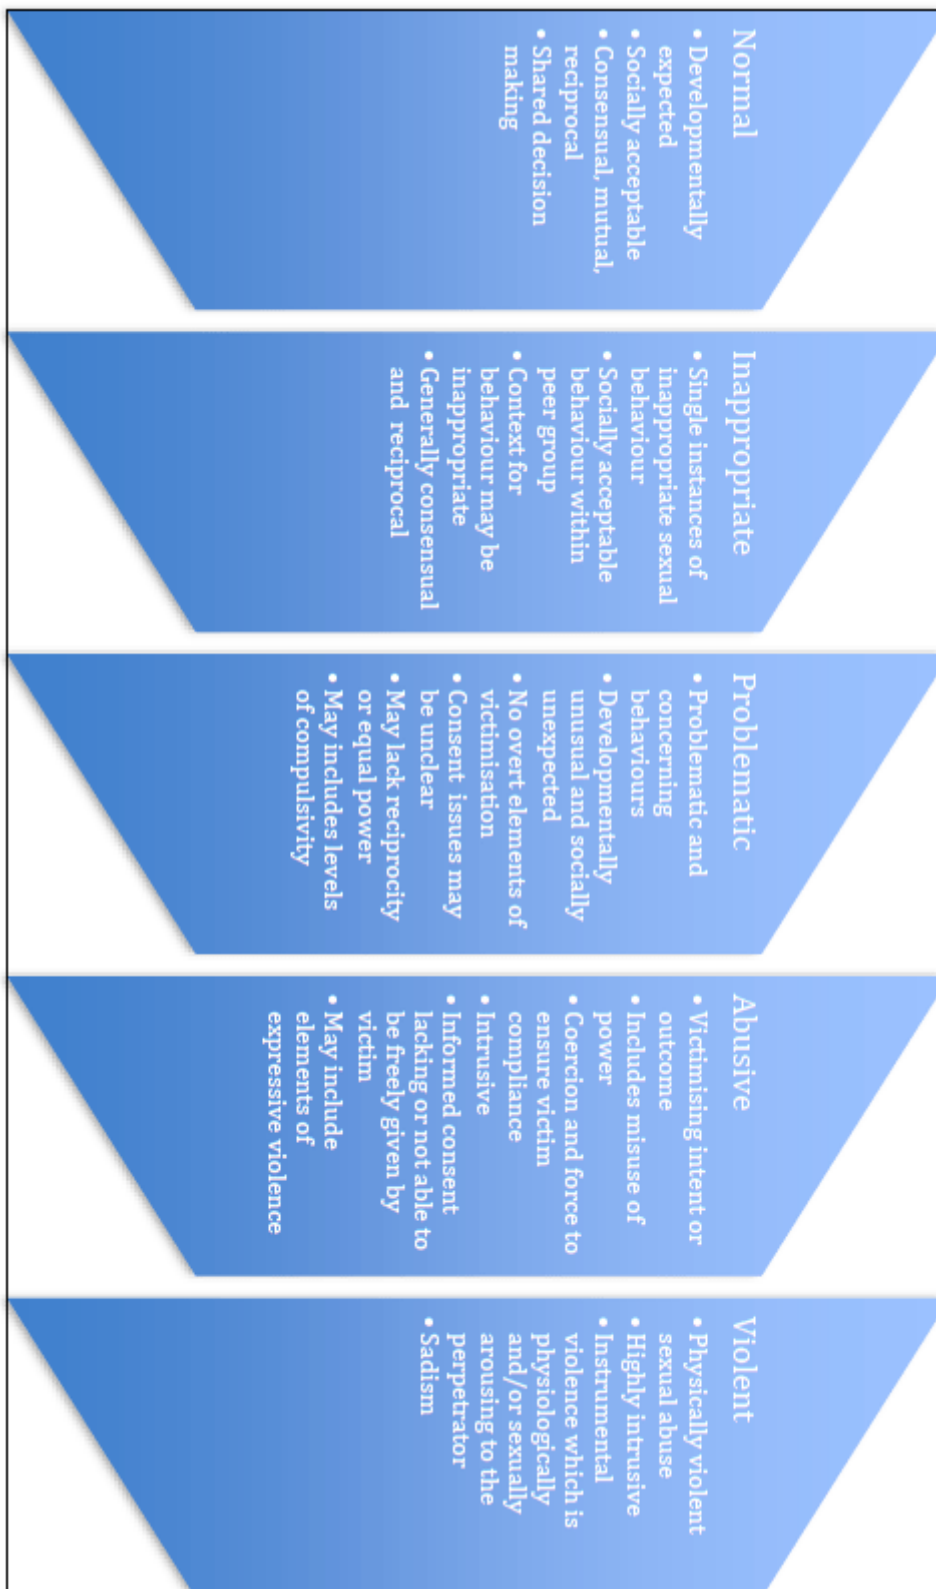 Normal
• Developmentally
expected
• Socially acceptable
• Consensual, mutual,
reciprocal
• Shared decision
making
Inappropriate
• Single instances of
inappropriate sexual
behaviour
• Socially acceptable
behaviour within
peer group
• Context for
behaviour may be
inappropriate
• Generally consensual
and reciprocal
Problematic
• Problematic and
concerning
behaviours
• Developmentally
unusual and socially
unexpected
• No overt elements of
victimisation
• Consent issues may
be unclear
• May lack reciprocity
or equal power
• May includes levels
of compulsivity
Abusive
• Victimising intent or
outcome
• Includes misuse of
power
• Coercion and force to
ensure victim
compliance
• Intrusive
• Informed consent
lacking or not able to
be freely given by
victim
• May include
elements of
expressive violence
Violent
• Physically violent
sexual abuse
• Highly intrusive
• Instrumental
violence which is
physiologically
and/or sexually
arousing to the
perpetrator
• Sadism